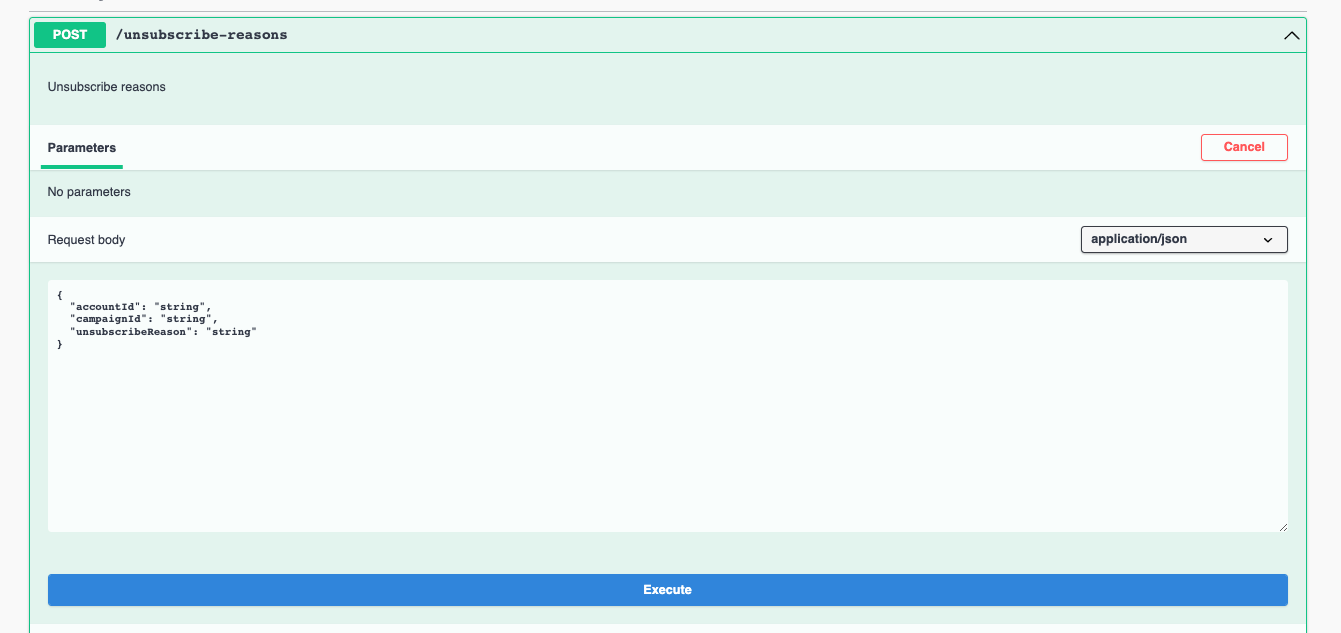 POST /unsubscribe-reasons
Unsubscribe reasons
Parameters
Cancel
No parameters
Request body
application/json
{
  "accountId": "string",
  "campaignId": "string",
  "unsubscribeReason": "string"
}
Execute